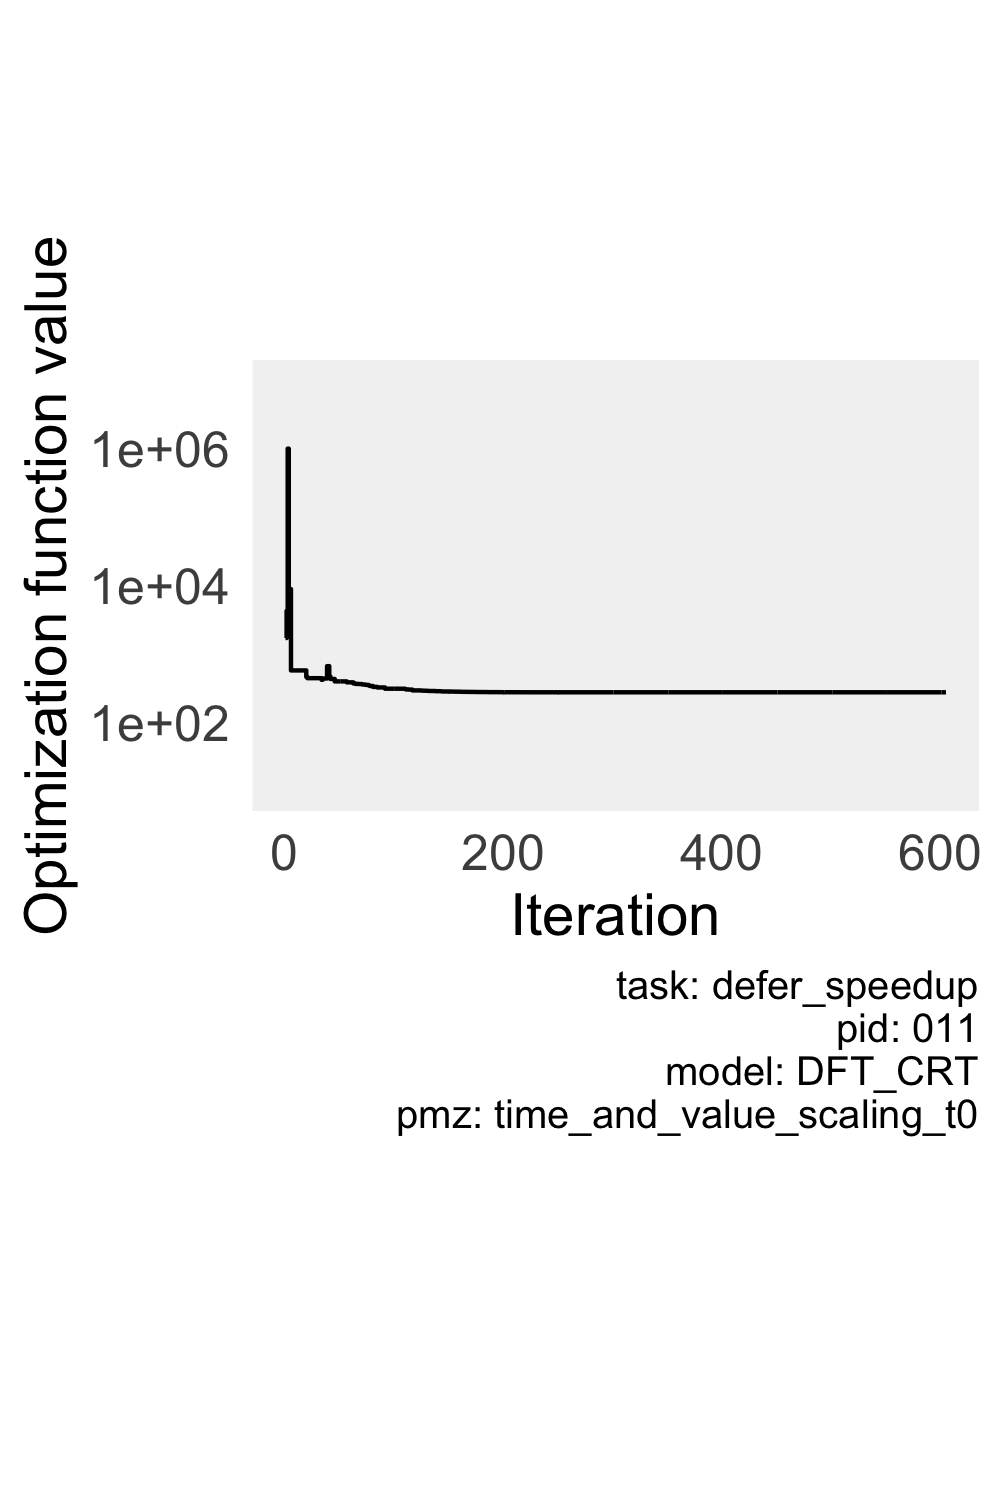 Optimization function value
1e+06
1e+04
1e+02
0 200 400 600
Iteration
task: defer_speedup
pid: 011
model: DFT_CRT
pmz: time_and_value_scaling_t0